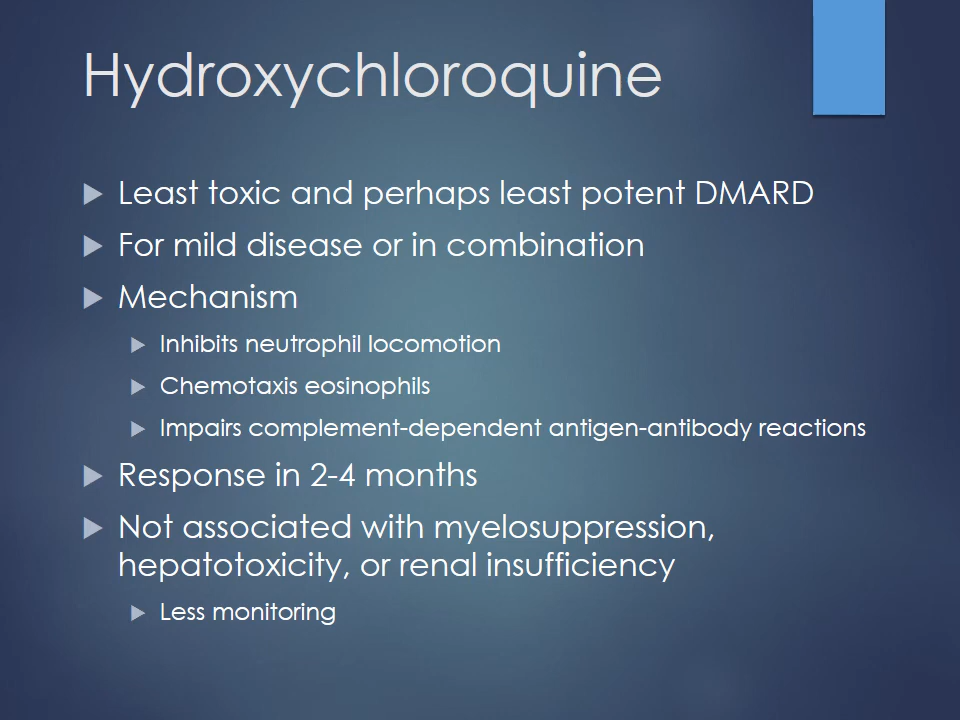 Hydroxychloroquine
Least toxic and perhaps least potent DMARD
For mild disease or in combination
Mechanism
Inhibits neutrophil locomotion
Chemotaxis eosinophils
Impairs complement-dependent antigen-antibody reactions
Response in 2-4 months
Not associated with myelosuppression,
hepatotoxicity, or renal insufficiency
Less monitoring